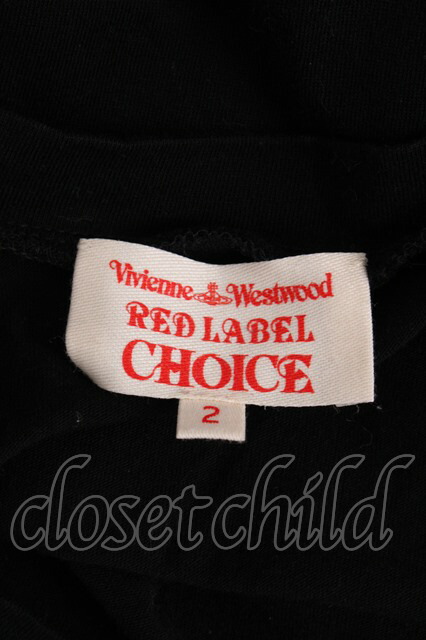 Vivienne Westwood
RED LABEL
CHOICE
2
closetchild